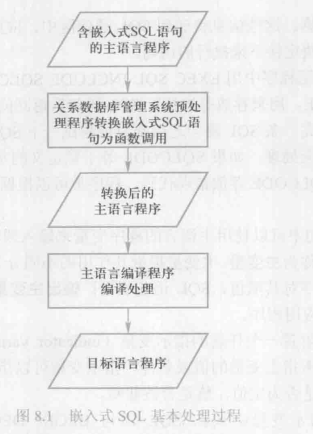 含嵌入式SQL语句
的主语言程序
关系数据库管理系统预处
理程序转换嵌入式SQL语
句为函数调用
转换后的
主语言程序
主语言编译程序
编译处理
目标语言程序
图 8.1 嵌入式 SQL 基本处理过程